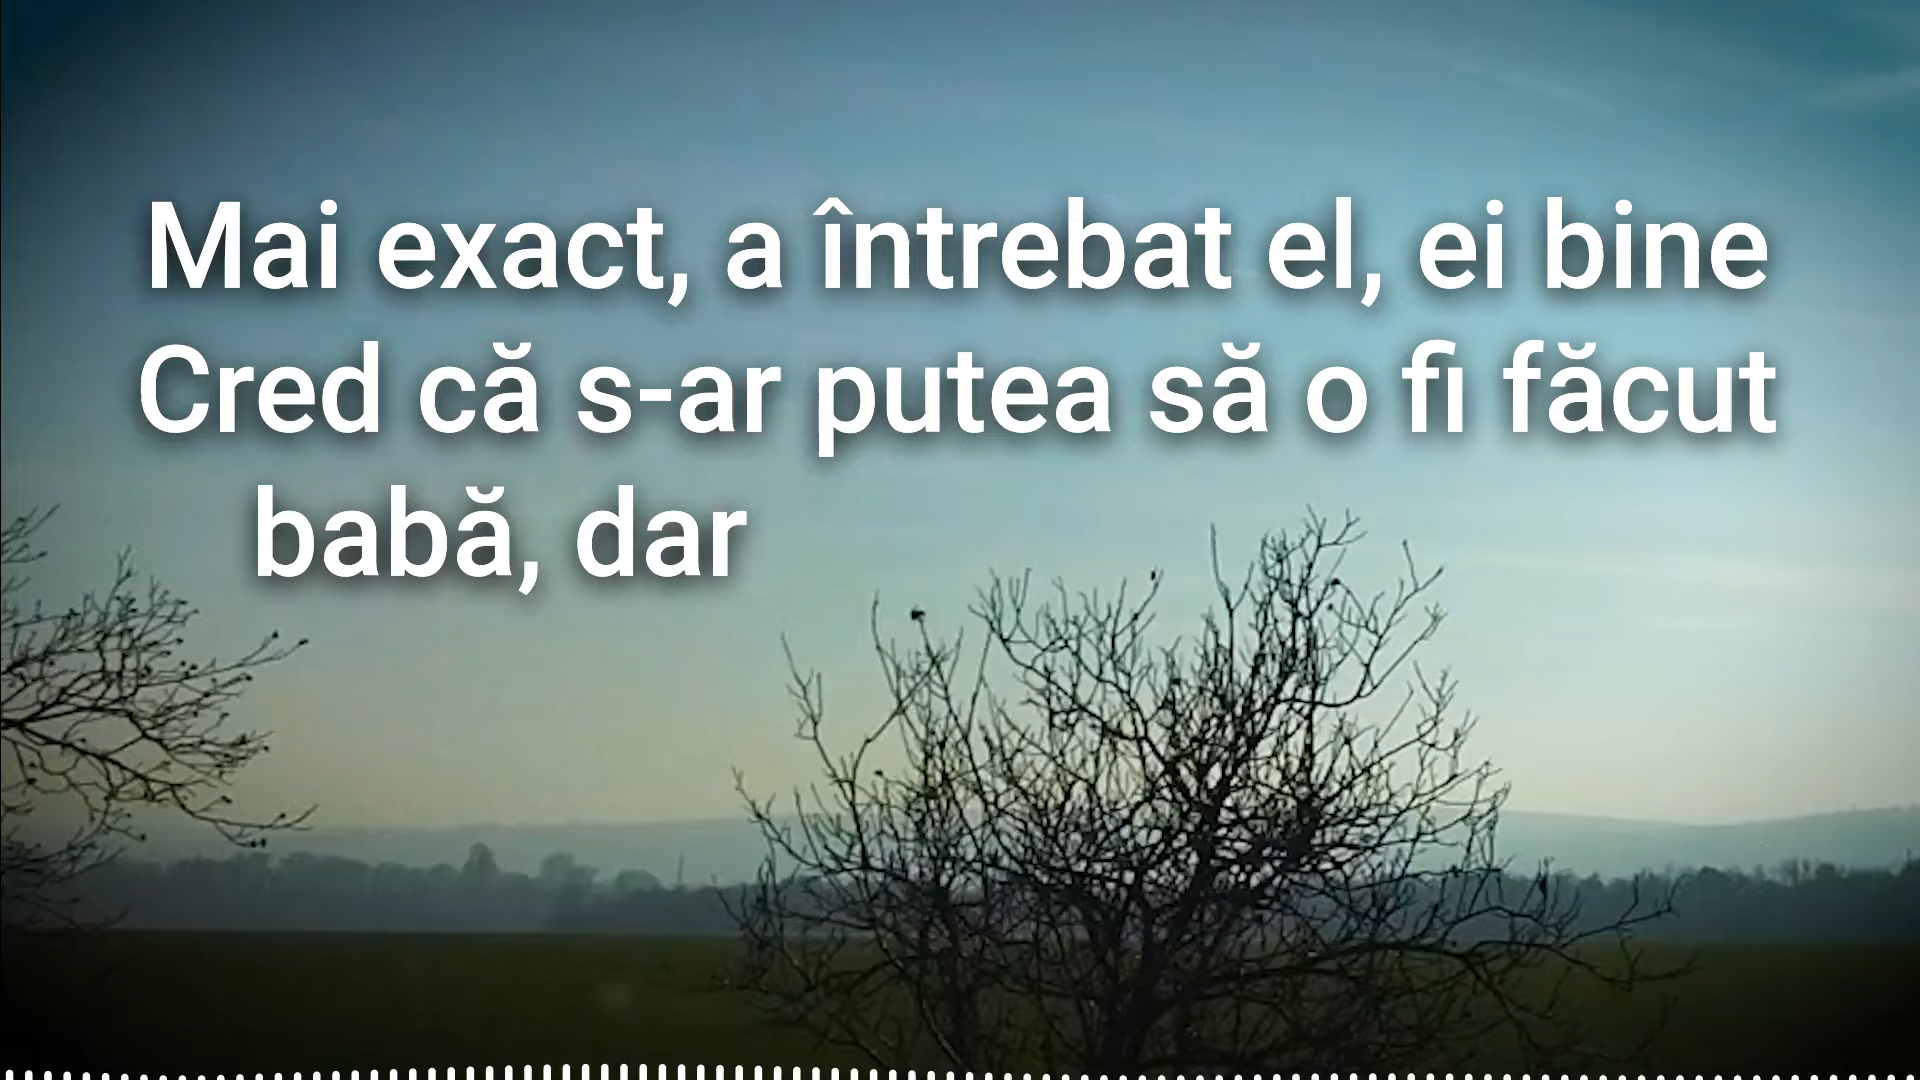 Mai exact, a întrebat el, ei bine
Cred că s-ar putea să o fi făcut
babă, dar